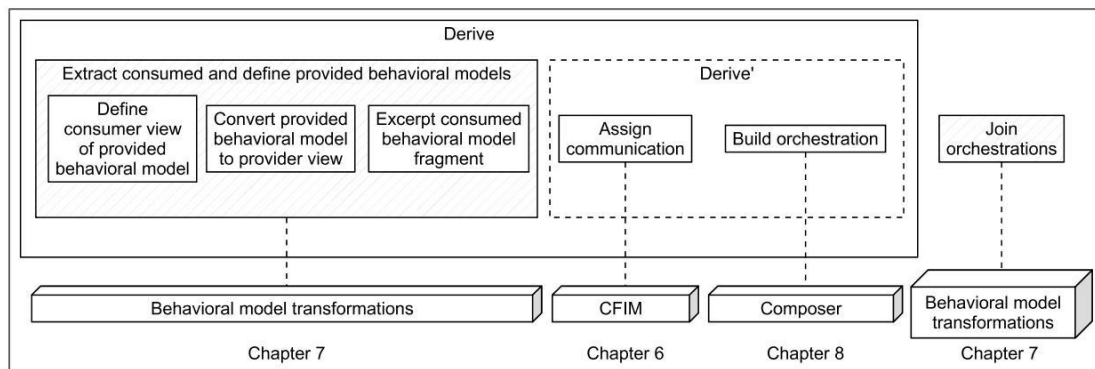 Derive
Extract consumed and define provided behavioral models
Define
consumer view
of provided
behavioral model
Convert provided
behavioral model
to provider view
Excerpt consumed
behavioral model
fragment
Derive'
Assign
communication
Build orchestration
Join
orchestrations
Behavioral model transformations
CFIM
Composer
Behavioral model
transformations
Chapter 7
Chapter 6
Chapter 8
Chapter 7